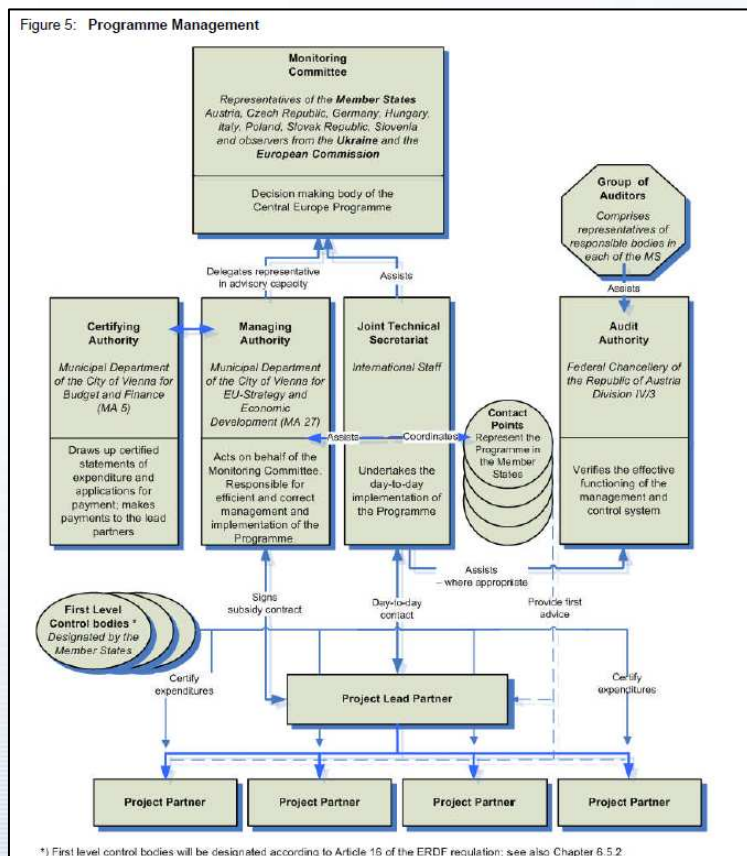 Figure 5: Programme Management
Monitoring
Committee
Representatives of the Member States
Austria, Czech Republic, Germany, Hungary,
Italy, Poland, Slovak Republic, Slovenia
and observers from the Ukraine and the
European Commission
Decision making body of the
Central Europe Programme
Group of
Auditors
Comprises
representatives of
responsible bodies in
each of the MS
Delegates representative
in advisory capacity
Assists
Assists
Certifying
Authority
Municipal Department
of the City of Vienna for
Budget and Finance
(MA 5)
Draws up certified
statements of
expenditure and
applications for
payment; makes
payments to the lead
partners
Managing
Authority
Municipal Department
of the City of Vienna for
EU-Strategy and
Economic
Development (MA 27)
Acts on behalf of the
Monitoring Committee.
Responsible for
efficient and correct
management and
implementation of the
Programme.
Joint Technical
Secretariat
International Staff
Undertakes the
day-to-day
implementation of
the Programme
Assists
Coordinates
Contact
Points
Represent the
Programme in
the Member
States
Audit
Authority
Federal Chancellery of
the Republic of Austria
Division IV/3
Verifies the effective
functioning of the
management and
control system
Assists
– where appropriate
Signs
subsidy contract
Day-to-day
contact
Provide first
advice
First Level
Control bodies *
Designated by the
Member States
Certify
expenditures
Certify
expenditures
Project Lead Partner
Project Partner
Project Partner
Project Partner
Project Partner
*) First level control bodies will be designated according to Article 16 of the ERDF regulation; see also Chapter 6.5.2